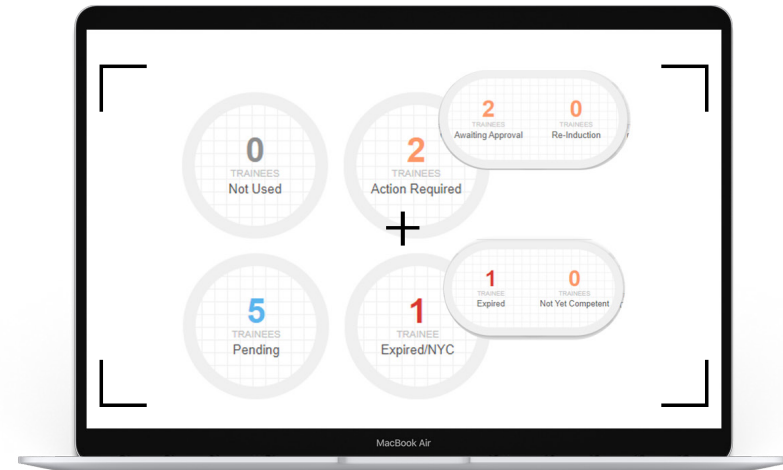 0
TRAINEES
Not Used
2
TRAINEES
Action Required
2
TRAINEES
Awaiting Approval
0
TRAINEES
Re-Induction
5
TRAINEES
Pending
1
TRAINEE
Expired/NYC
1
TRAINEE
Expired
0
TRAINEES
Not Yet Competent
MacBook Air